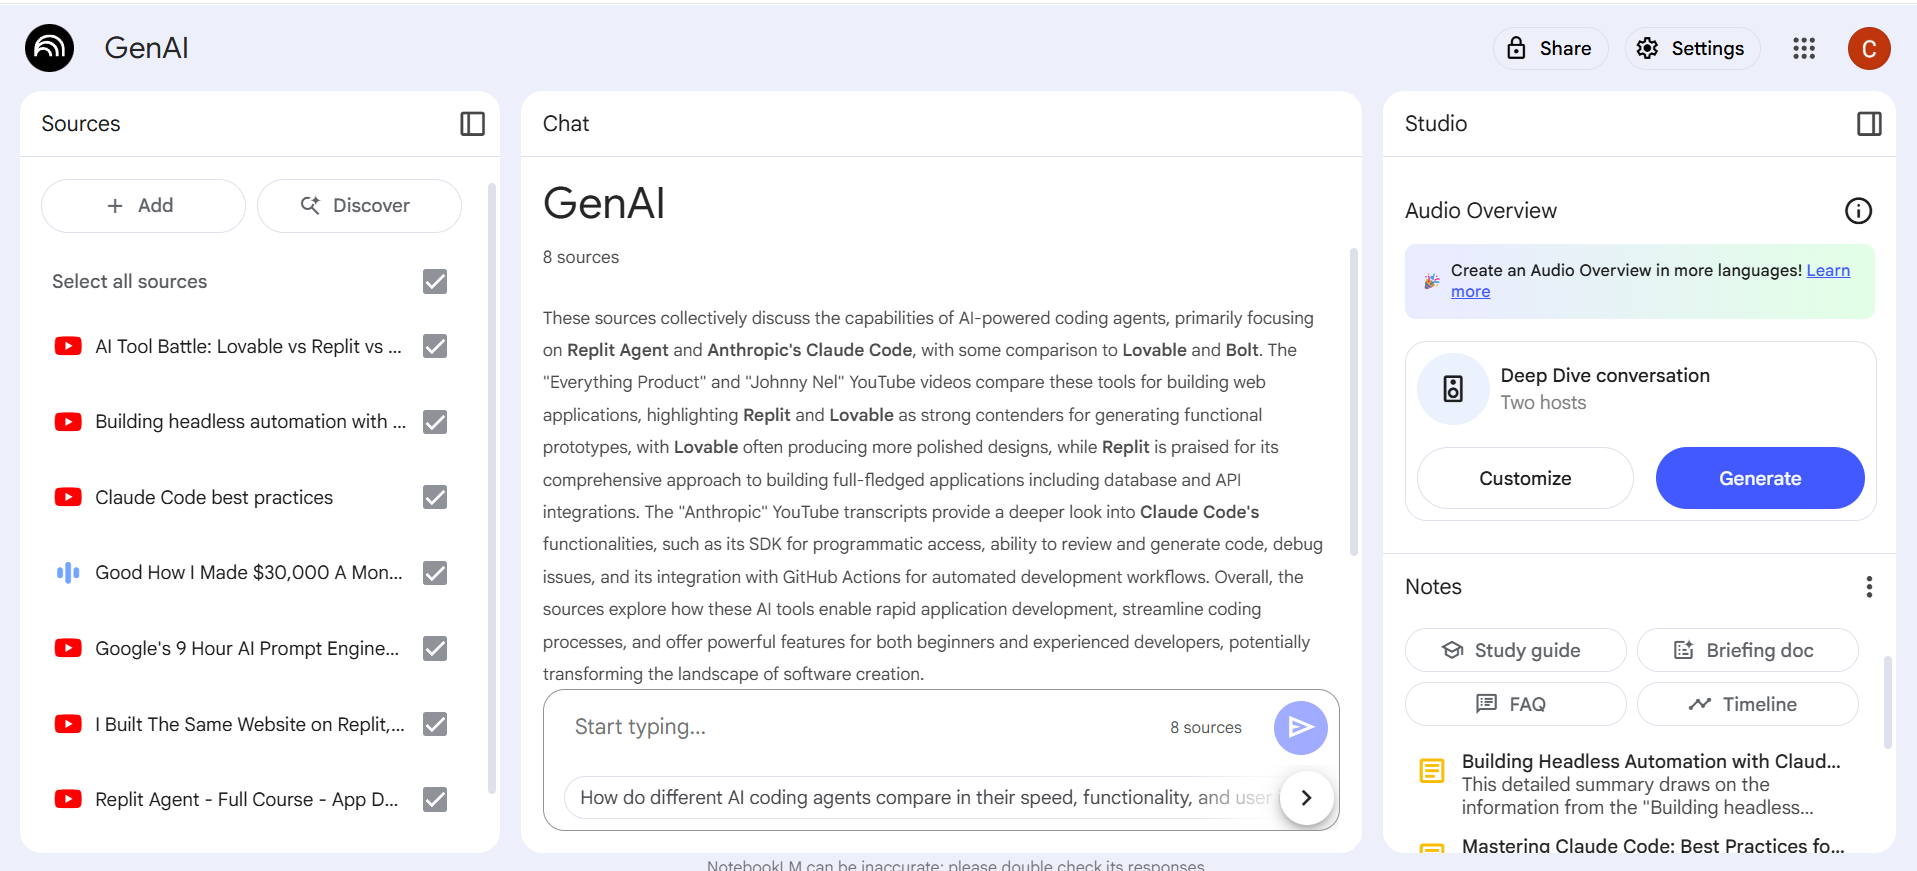 GenAI
Share
Settings
C
Sources
Add
Discover
Select all sources
AI Tool Battle: Lovable vs Replit vs ...
Building headless automation with ...
Claude Code best practices
Good How I Made $30,000 A Mon...
Google's 9 Hour AI Prompt Engine...
I Built The Same Website on Replit,...
Replit Agent - Full Course - App D...
Chat
GenAI
8 sources
These sources collectively discuss the capabilities of AI-powered coding agents, primarily focusing
on Replit Agent and Anthropic's Claude Code, with some comparison to Lovable and Bolt. The
"Everything Product" and "Johnny Nel" YouTube videos compare these tools for building web
applications, highlighting Replit and Lovable as strong contenders for generating functional
prototypes, with Lovable often producing more polished designs, while Replit is praised for its
comprehensive approach to building full-fledged applications including database and API
integrations. The "Anthropic" YouTube transcripts provide a deeper look into Claude Code's
functionalities, such as its SDK for programmatic access, ability to review and generate code, debug
issues, and its integration with GitHub Actions for automated development workflows. Overall, the
sources explore how these AI tools enable rapid application development, streamline coding
processes, and offer powerful features for both beginners and experienced developers, potentially
transforming the landscape of software creation.
Start typing...
8 sources
How do different AI coding agents compare in their speed, functionality, and user
NotebookLM can be inaccurate; please double check its responses.
Studio
Audio Overview
Create an Audio Overview in more languages! Learn
more
Deep Dive conversation
Two hosts
Customize
Generate
Notes
Study guide
Briefing doc
FAQ
Timeline
Building Headless Automation with Claud...
This detailed summary draws on the
information from the "Building headless...
Mastering Claude Code: Best Practices fo...